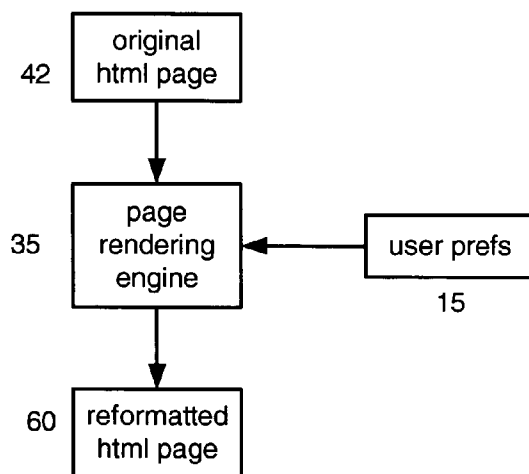 original
html page
42
page
rendering
engine
35
user prefs
15
reformatted
html page
60